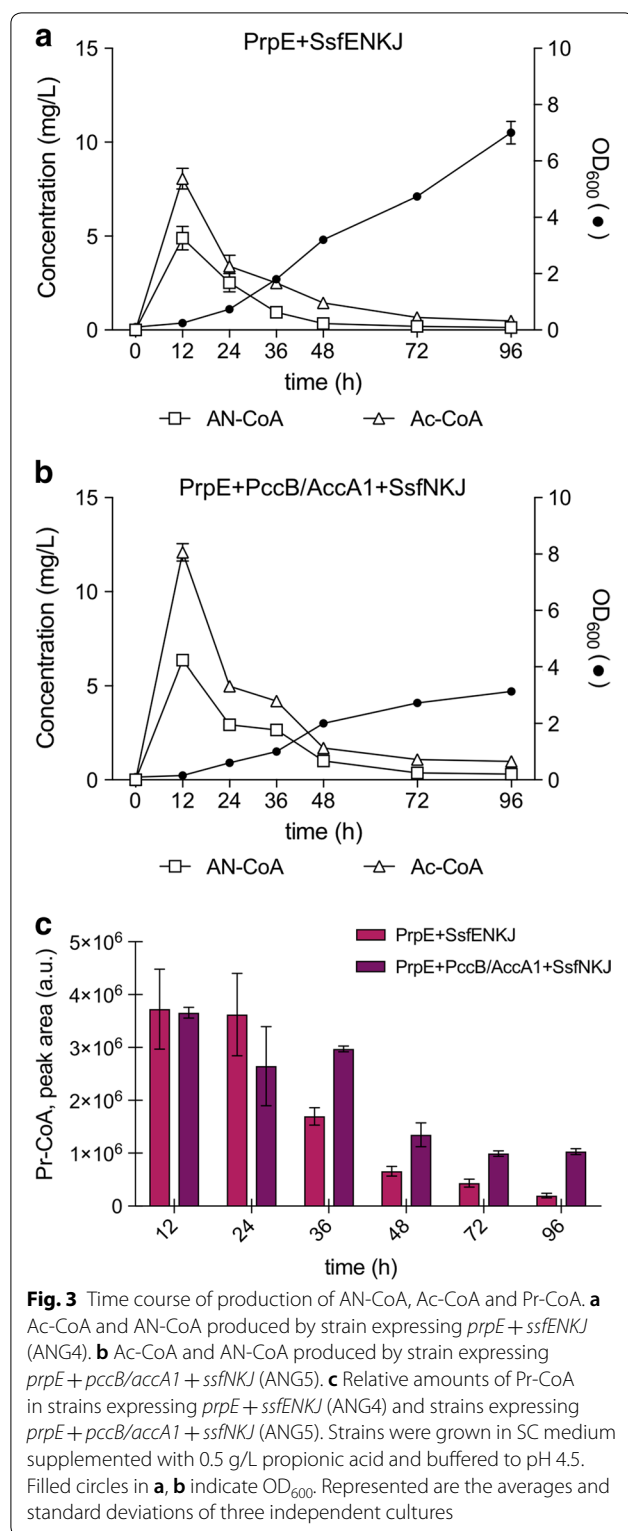 a
PrpE+SsfENKJ
15
10
5
0
Concentration (mg/L)
10
8
6
4
2
0
OD600 (●)
0 12 24 36 48 72 96
time (h)
AN-CoA Ac-CoA
b
PrpE+PccB/AccA1+SsfNKJ
15
10
5
0
Concentration (mg/L)
10
8
6
4
2
0
OD600 (●)
0 12 24 36 48 72 96
time (h)
AN-CoA Ac-CoA
c
PrpE+SsfENKJ
PrpE+PccB/AccA1+SsfNKJ
5×10⁶
4×10⁶
3×10⁶
2×10⁶
1×10⁶
0
Pr-CoA, peak area (a.u.)
12 24 36 48 72 96
time (h)
Fig. 3 Time course of production of AN-CoA, Ac-CoA and Pr-CoA. a
Ac-CoA and AN-CoA produced by strain expressing prpE + ssfENKJ
(ANG4). b Ac-CoA and AN-CoA produced by strain expressing
prpE + pccB/accA1 + ssfNKJ (ANG5). c Relative amounts of Pr-CoA
in strains expressing prpE + ssfENKJ (ANG4) and strains expressing
prpE + pccB/accA1 + ssfNKJ (ANG5). Strains were grown in SC medium
supplemented with 0.5 g/L propionic acid and buffered to pH 4.5.
Filled circles in a, b indicate OD600. Represented are the averages and
standard deviations of three independent cultures